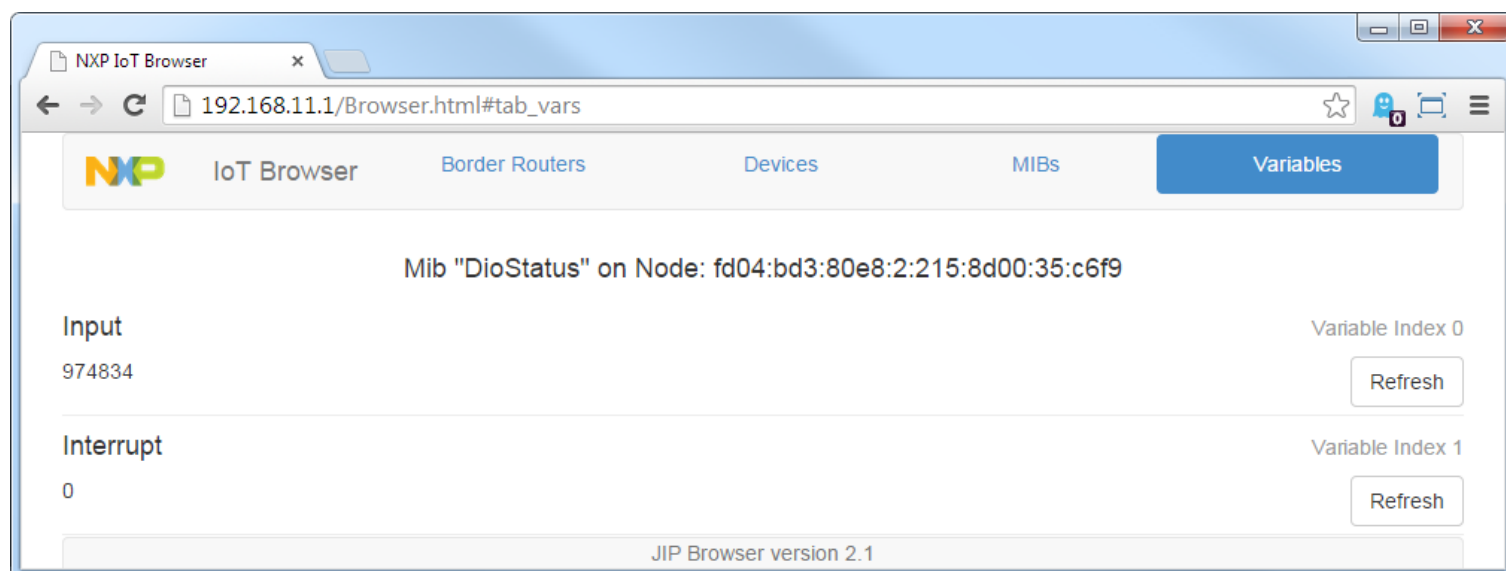 NXP IoT Browser
192.168.11.1/Browser.html#tab_vars
0
NXP IoT Browser Border Routers Devices MIBs Variables
Mib "DioStatus" on Node: fd04:bd3:80e8:2:215:8d00:35:c6f9
Input Variable Index 0
974834 Refresh
Interrupt Variable Index 1
0 Refresh
JIP Browser version 2.1